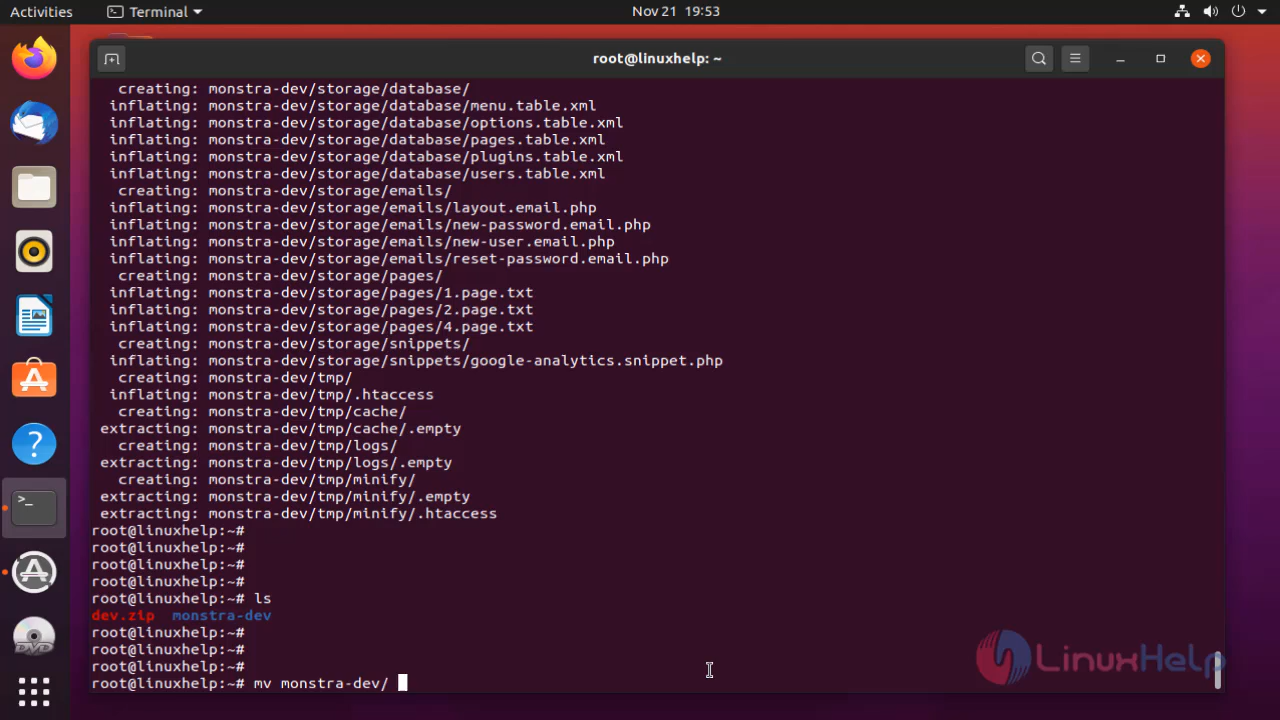 Activities Terminal Nov 21 19:53
root@linuxhelp: ~
creating: monstra-dev/storage/database/
inflating: monstra-dev/storage/database/menu.table.xml
inflating: monstra-dev/storage/database/options.table.xml
inflating: monstra-dev/storage/database/pages.table.xml
inflating: monstra-dev/storage/database/plugins.table.xml
inflating: monstra-dev/storage/database/users.table.xml
creating: monstra-dev/storage/emails/
inflating: monstra-dev/storage/emails/layout.email.php
inflating: monstra-dev/storage/emails/new-password.email.php
inflating: monstra-dev/storage/emails/new-user.email.php
inflating: monstra-dev/storage/emails/reset-password.email.php
creating: monstra-dev/storage/pages/
inflating: monstra-dev/storage/pages/1.page.txt
inflating: monstra-dev/storage/pages/2.page.txt
inflating: monstra-dev/storage/pages/4.page.txt
creating: monstra-dev/storage/snippets/
inflating: monstra-dev/storage/snippets/google-analytics.snippet.php
creating: monstra-dev/tmp/
inflating: monstra-dev/tmp/.htaccess
creating: monstra-dev/tmp/cache/
extracting: monstra-dev/tmp/cache/.empty
creating: monstra-dev/tmp/logs/
extracting: monstra-dev/tmp/logs/.empty
creating: monstra-dev/tmp/minify/
extracting: monstra-dev/tmp/minify/.empty
extracting: monstra-dev/tmp/minify/.htaccess
root@linuxhelp:~#
root@linuxhelp:~#
root@linuxhelp:~#
root@linuxhelp:~#
root@linuxhelp:~# ls
dev.zip monstra-dev
root@linuxhelp:~#
root@linuxhelp:~#
root@linuxhelp:~#
root@linuxhelp:~# mv monstra-dev/
LinuxHelp
DVD